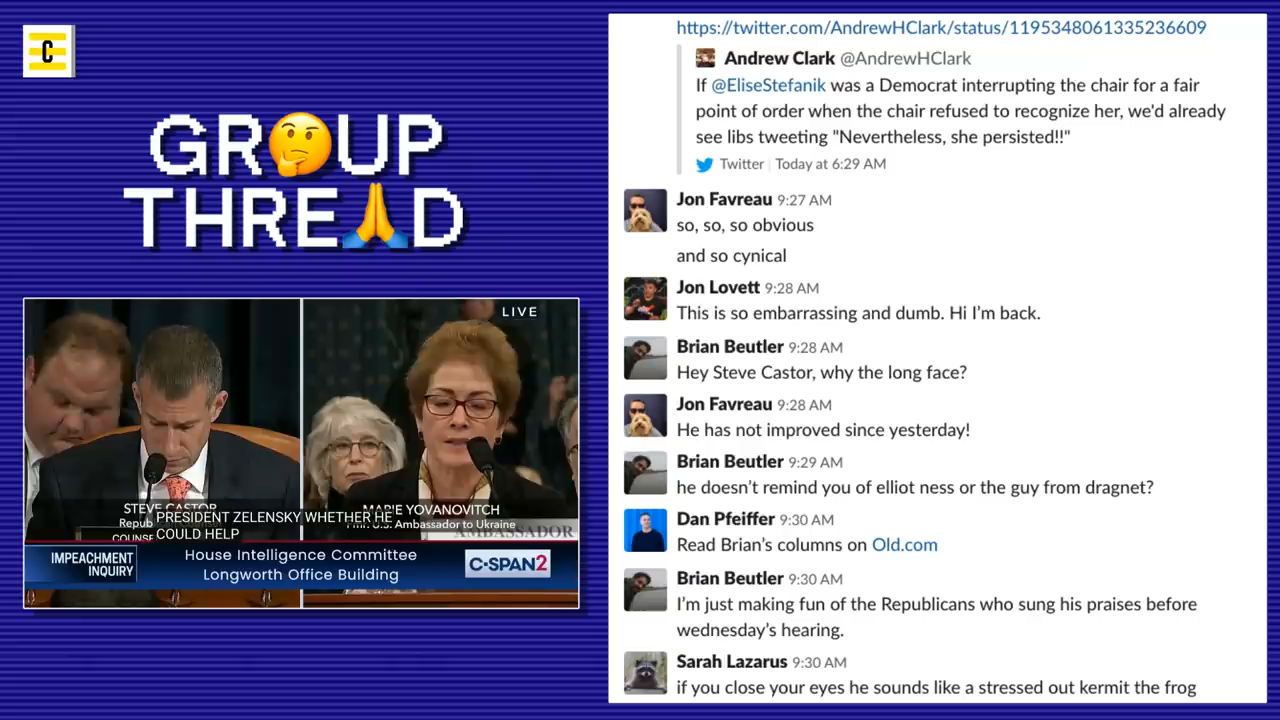 C
GR🤔UP
THRE🙏D
LIVE
STEVE CASTOR
PRESIDENT ZELENSKY WHETHER HE
COULD HELP
MARIE YOVANOVITCH
Ambassador to Ukraine
AMBASSADOR
IMPEACHMENT
INQUIRY
House Intelligence Committee
Longworth Office Building
C-SPAN2
https://twitter.com/AndrewHClark/status/1195348061335236609
Andrew Clark @AndrewHClark
If @EliseStefanik was a Democrat interrupting the chair for a fair
point of order when the chair refused to recognize her, we'd already
see libs tweeting "Nevertheless, she persisted!!"
Twitter | Today at 6:29 AM
Jon Favreau 9:27 AM
so, so, so obvious
and so cynical
Jon Lovett 9:28 AM
This is so embarrassing and dumb. Hi I'm back.
Brian Beutler 9:28 AM
Hey Steve Castor, why the long face?
Jon Favreau 9:28 AM
He has not improved since yesterday!
Brian Beutler 9:29 AM
he doesn't remind you of elliot ness or the guy from dragnet?
Dan Pfeiffer 9:30 AM
Read Brian's columns on Old.com
Brian Beutler 9:30 AM
I'm just making fun of the Republicans who sung his praises before
wednesday's hearing.
Sarah Lazarus 9:30 AM
if you close your eyes he sounds like a stressed out kermit the frog